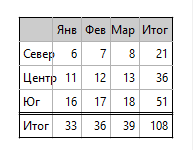 Янв Фев Мар Итог
Север 6 7 8 21
Центр 11 12 13 36
Юг 16 17 18 51
Итог 33 36 39 108